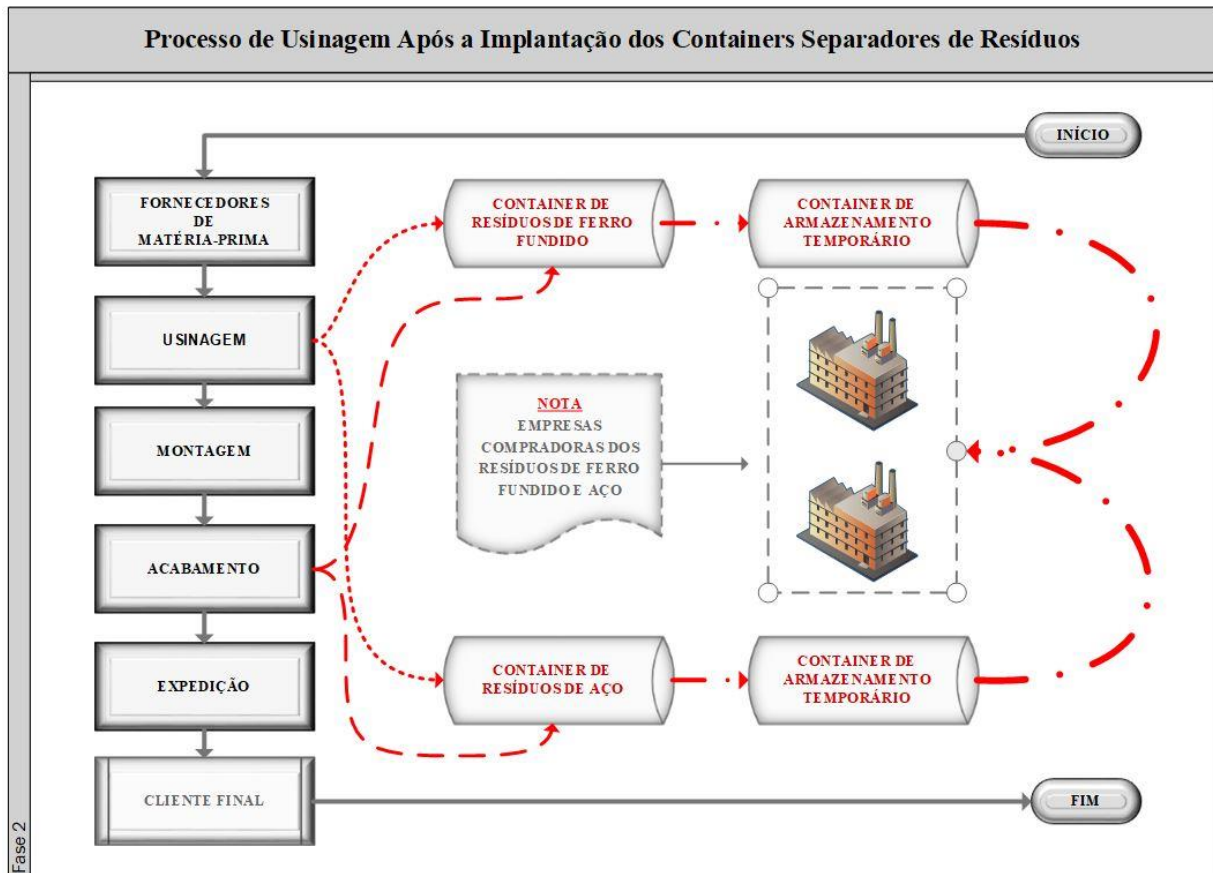 Processo de Usinagem Após a Implantação dos Containers Separadores de Resíduos
INÍCIO
FORNECEDORES
DE
MATÉRIA-PRIMA
CONTAINER DE
RESÍDUOS DE FERRO
FUNDIDO
CONTAINER DE
ARMAZENAMENTO
TEMPORÁRIO
USINAGEM
NOTA
EMPRESAS
COMPRADORAS DOS
RESÍDUOS DE FERRO
FUNDIDO E AÇO
MONTAGEM
ACABAMENTO
EXPEDIÇÃO
CONTAINER DE
RESÍDUOS DE AÇO
CONTAINER DE
ARMAZENAMENTO
TEMPORÁRIO
CLIENTE FINAL
FIM
Fase 2